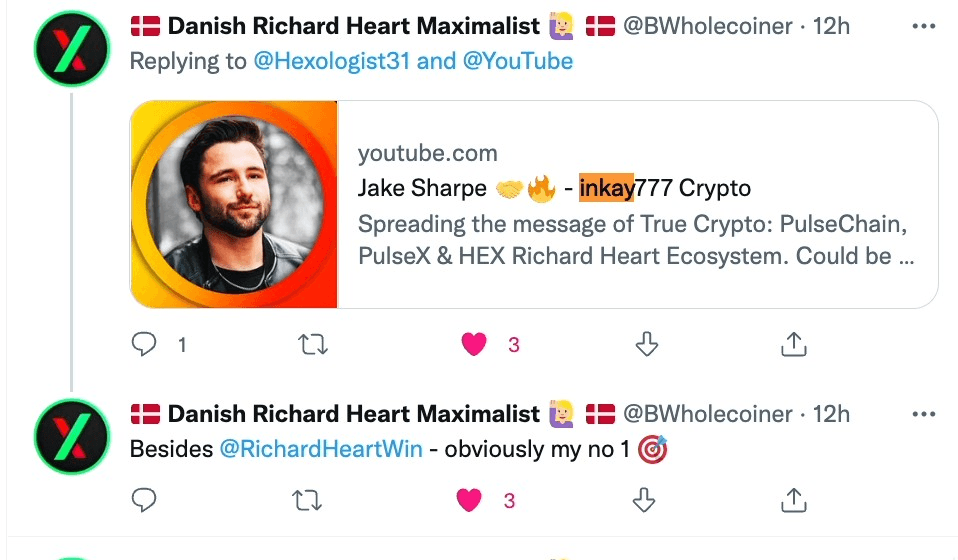 🇩🇰 Danish Richard Heart Maximalist 🙋🏼‍♀️ 🇩🇰 @BWholecoiner · 12h
Replying to @Hexologist31 and @YouTube
youtube.com
Jake Sharpe 🤝🔥 - inkay777 Crypto
Spreading the message of True Crypto: PulseChain,
PulseX & HEX Richard Heart Ecosystem. Could be ...
1
3
🇩🇰 Danish Richard Heart Maximalist 🙋🏼‍♀️ 🇩🇰 @BWholecoiner · 12h
Besides @RichardHeartWin - obviously my no 1 🎯
3